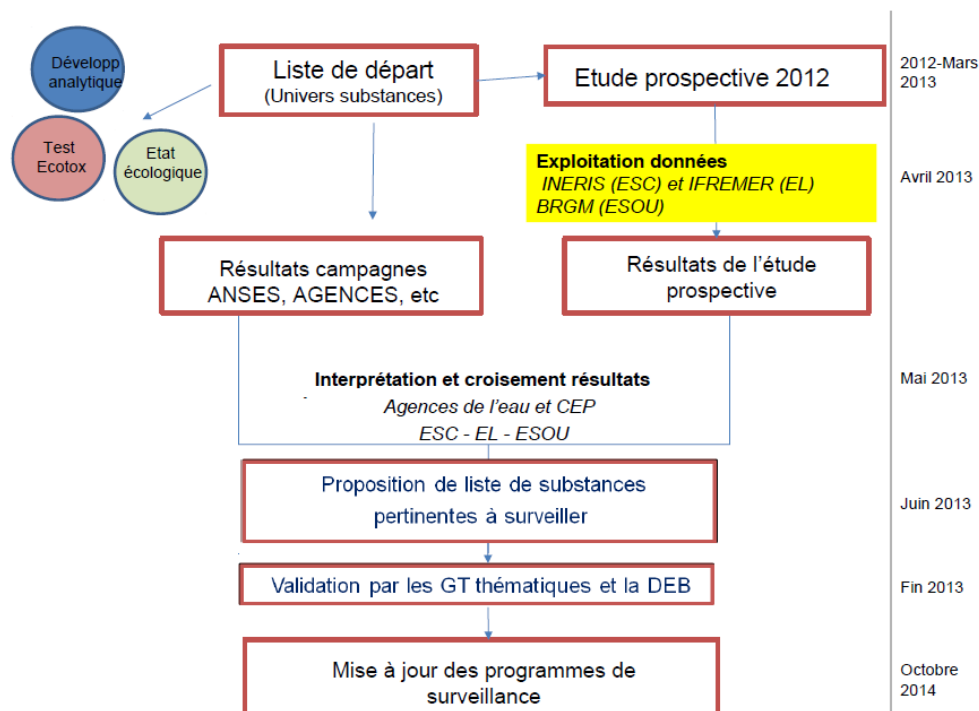 Développ
analytique
Test
Ecotox
Etat
écologique
Liste de départ
(Univers substances)
Etude prospective 2012
2012-Mars
2013
Exploitation données
INERIS (ESC) et IFREMER (EL)
BRGM (ESOU)
Avril 2013
Résultats campagnes
ANSES, AGENCES, etc
Résultats de l'étude
prospective
Interprétation et croisement résultats
Agences de l'eau et CEP
ESC - EL - ESOU
Mai 2013
Proposition de liste de substances
pertinentes à surveiller
Juin 2013
Validation par les GT thématiques et la DEB
Fin 2013
Mise à jour des programmes de
surveillance
Octobre
2014